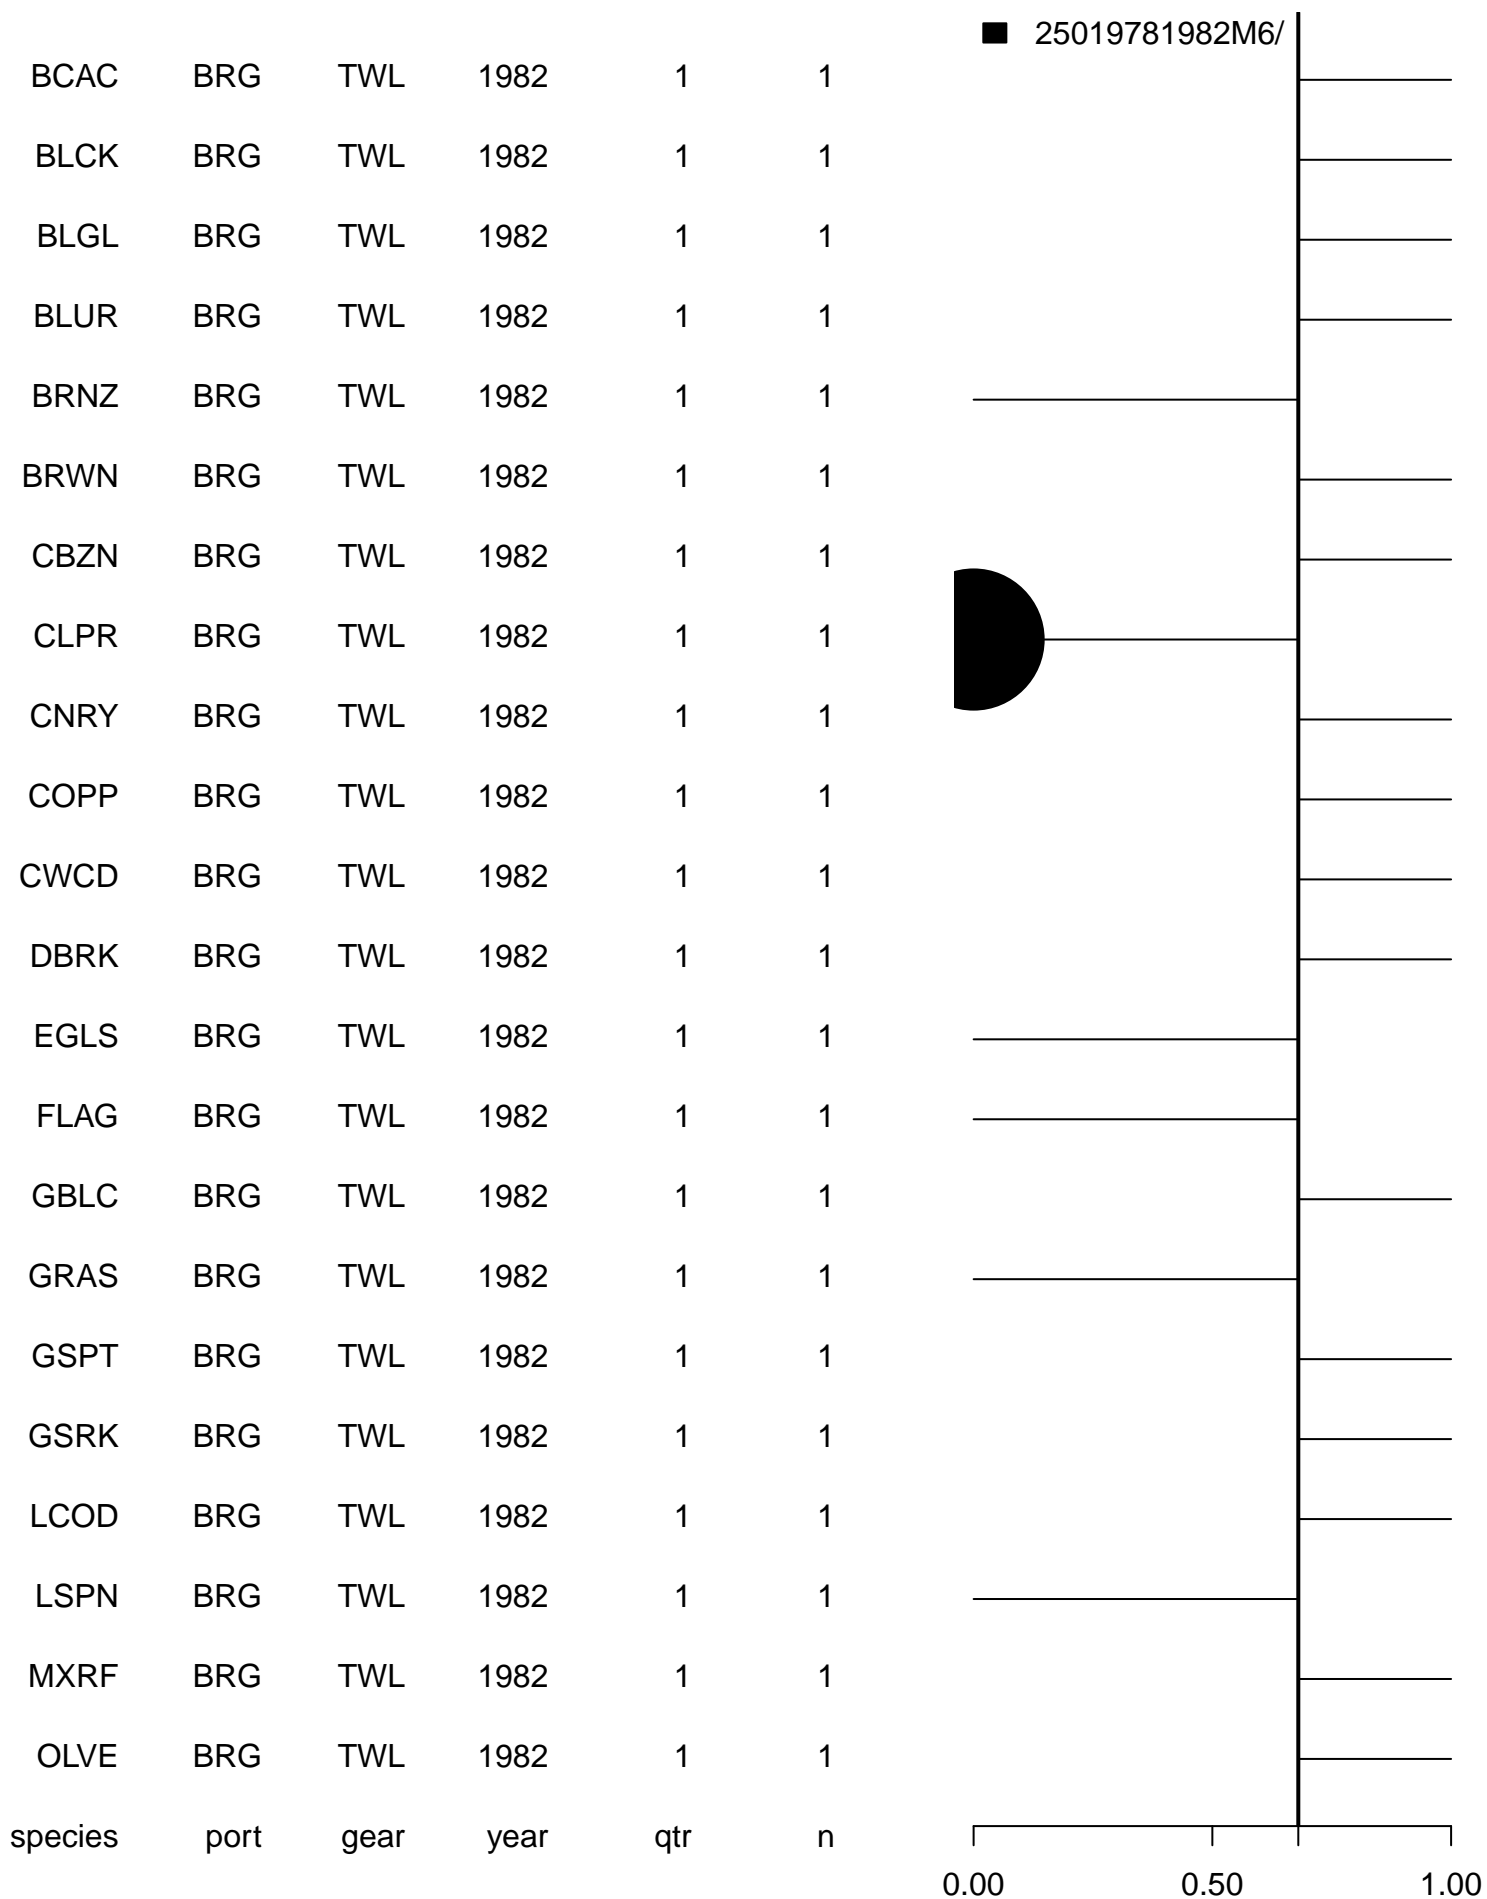 25019781982M6/
BCAC BRG TWL 1982 1 1
BLCK BRG TWL 1982 1 1
BLGL BRG TWL 1982 1 1
BLUR BRG TWL 1982 1 1
BRNZ BRG TWL 1982 1 1
BRWN BRG TWL 1982 1 1
CBZN BRG TWL 1982 1 1
CLPR BRG TWL 1982 1 1
CNRY BRG TWL 1982 1 1
COPP BRG TWL 1982 1 1
CWCD BRG TWL 1982 1 1
DBRK BRG TWL 1982 1 1
EGLS BRG TWL 1982 1 1
FLAG BRG TWL 1982 1 1
GBLC BRG TWL 1982 1 1
GRAS BRG TWL 1982 1 1
GSPT BRG TWL 1982 1 1
GSRK BRG TWL 1982 1 1
LCOD BRG TWL 1982 1 1
LSPN BRG TWL 1982 1 1
MXRF BRG TWL 1982 1 1
OLVE BRG TWL 1982 1 1
species port gear year qtr n
0.00 0.50 1.00